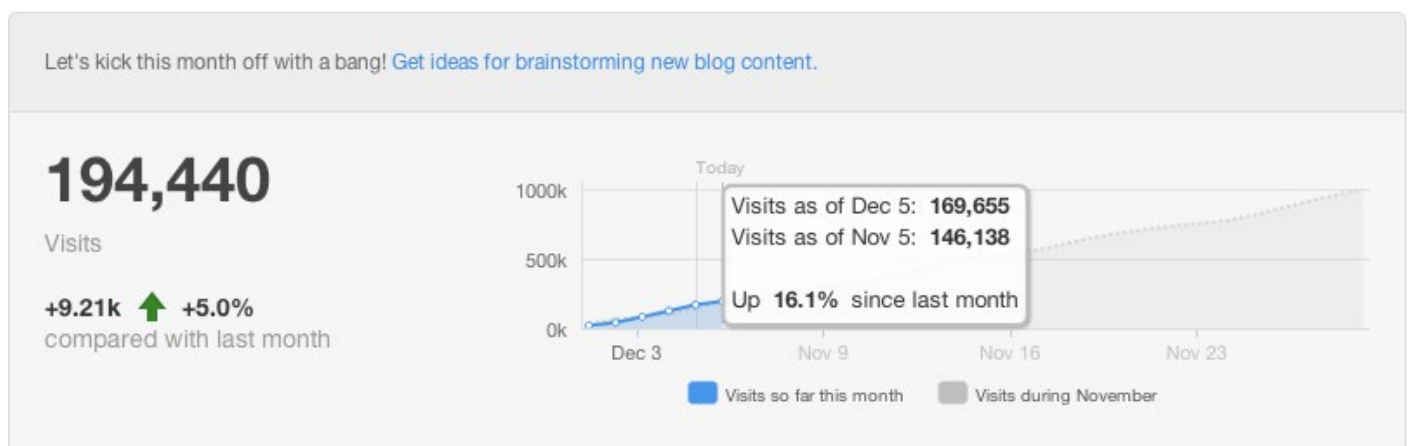 Let's kick this month off with a bang! Get ideas for brainstorming new blog content.
194,440
Visits
+9.21k +5.0%
compared with last month
Today
1000k
500k
0k
Visits as of Dec 5: 169,655
Visits as of Nov 5: 146,138
Up 16.1% since last month
Dec 3 Nov 9 Nov 16 Nov 23
Visits so far this month Visits during November